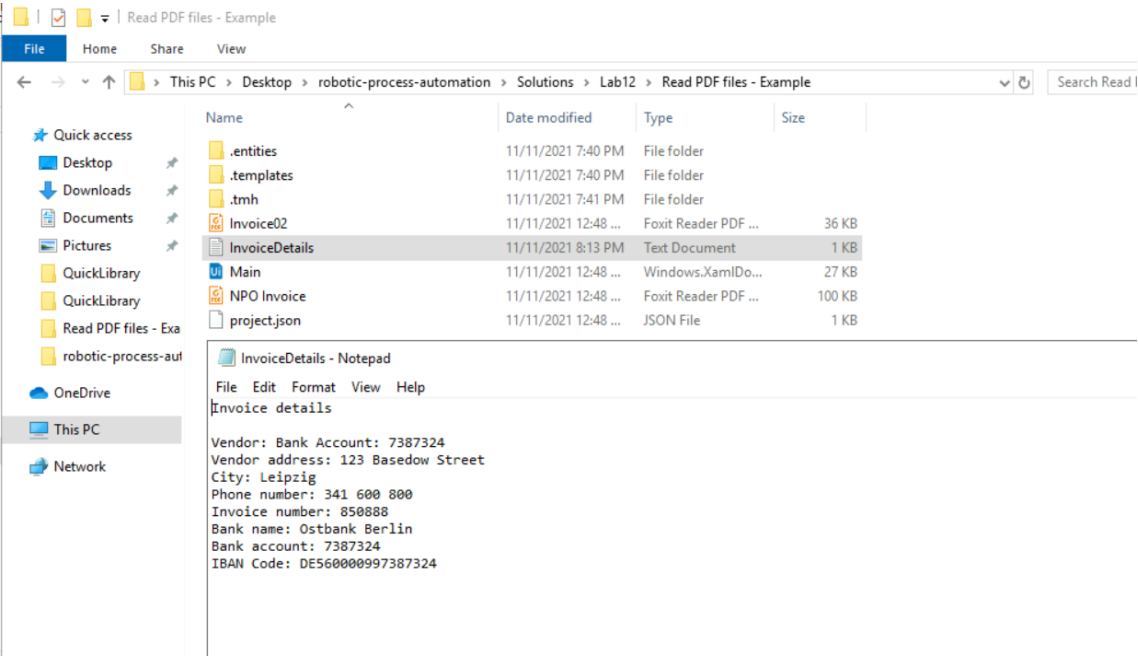 Read PDF files - Example
File Home Share View
This PC > Desktop > robotic-process-automation > Solutions > Lab12 > Read PDF files - Example
Search Read
Name Date modified Type Size
Quick access
Desktop
Downloads
Documents
Pictures
QuickLibrary
QuickLibrary
Read PDF files - Exa
robotic-process-aut
OneDrive
This PC
Network
.entities 11/11/2021 7:40 PM File folder
.templates 11/11/2021 7:40 PM File folder
.tmh 11/11/2021 7:41 PM File folder
Invoice02 11/11/2021 12:48 ... Foxit Reader PDF ... 36 KB
InvoiceDetails 11/11/2021 8:13 PM Text Document 1 KB
Main 11/11/2021 12:48 ... Windows.XamlDo... 27 KB
NPO Invoice 11/11/2021 12:48 ... Foxit Reader PDF ... 100 KB
project.json 11/11/2021 12:48 ... JSON File 1 KB
InvoiceDetails - Notepad
File Edit Format View Help
Invoice details
Vendor: Bank Account: 7387324
Vendor address: 123 Basedow Street
City: Leipzig
Phone number: 341 600 800
Invoice number: 850888
Bank name: Ostbank Berlin
Bank account: 7387324
IBAN Code: DE560000997387324